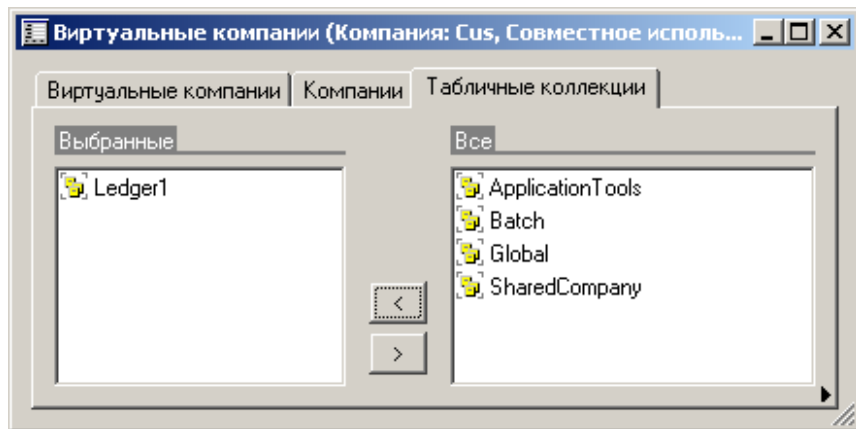 Виртуальные компании (Компания: Cus, Совместное исполь...
Виртуальные компании Компании Табличные коллекции
Выбранные Все
Ledger1 ApplicationTools
Batch
Global
SharedCompany
<
>